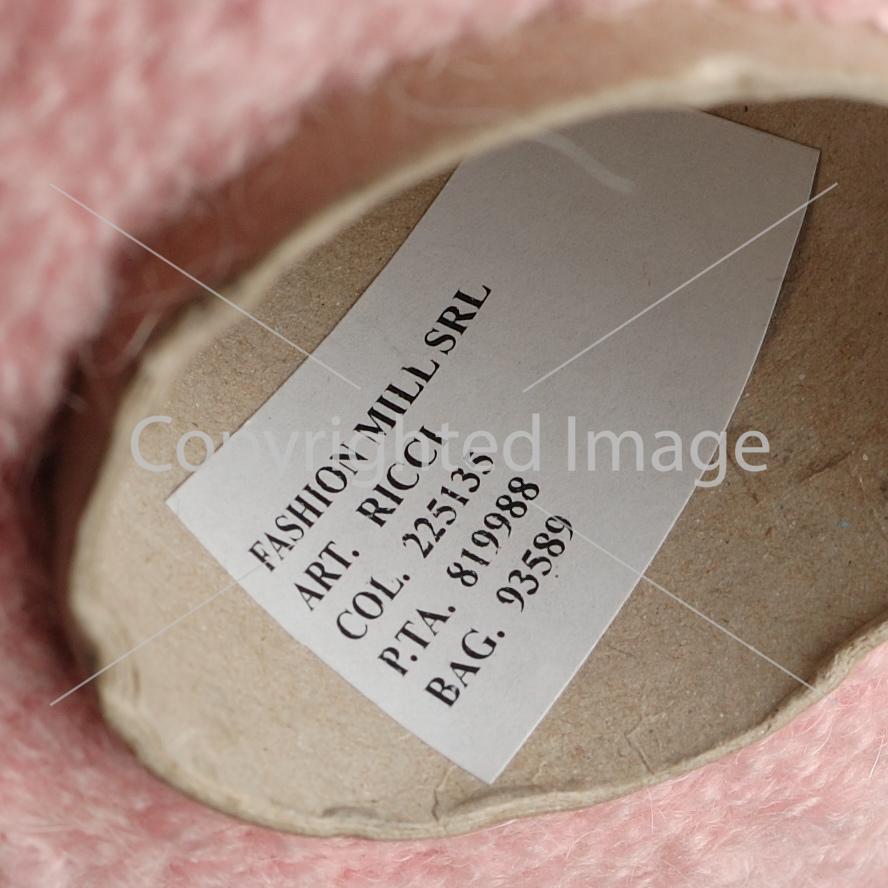 FASHION MILL SRL
ART. RICCI
COL. 225135
P.TA. 819988
BAG. 93589
Copyrighted Image